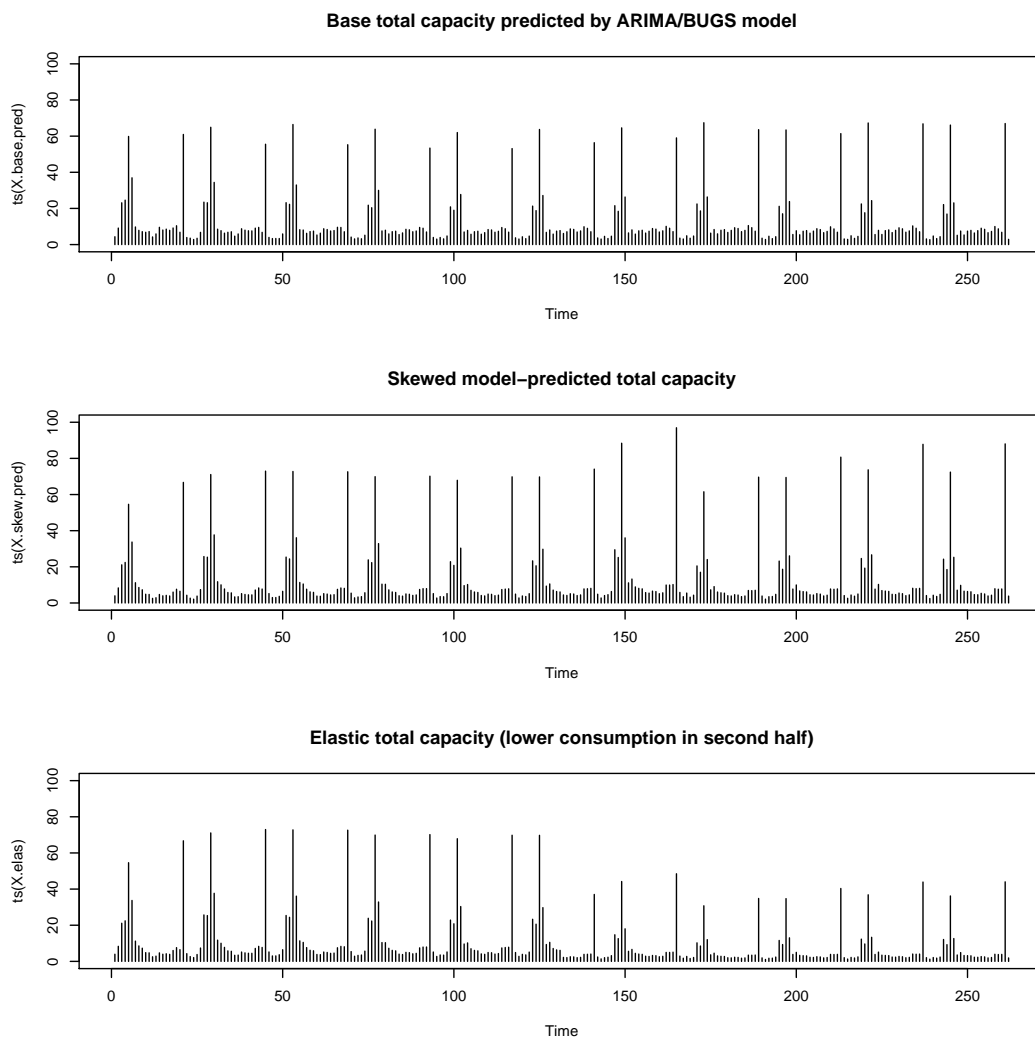 Base total capacity predicted by ARIMA/BUGS model
ts(X.base.pred)
0 20 40 60 80 100
0 50 100 150 200 250
Time
Skewed model−predicted total capacity
ts(X.skew.pred)
0 20 40 60 80 100
0 50 100 150 200 250
Time
Elastic total capacity (lower consumption in second half)
ts(X.elas)
0 20 40 60 80 100
0 50 100 150 200 250
Time